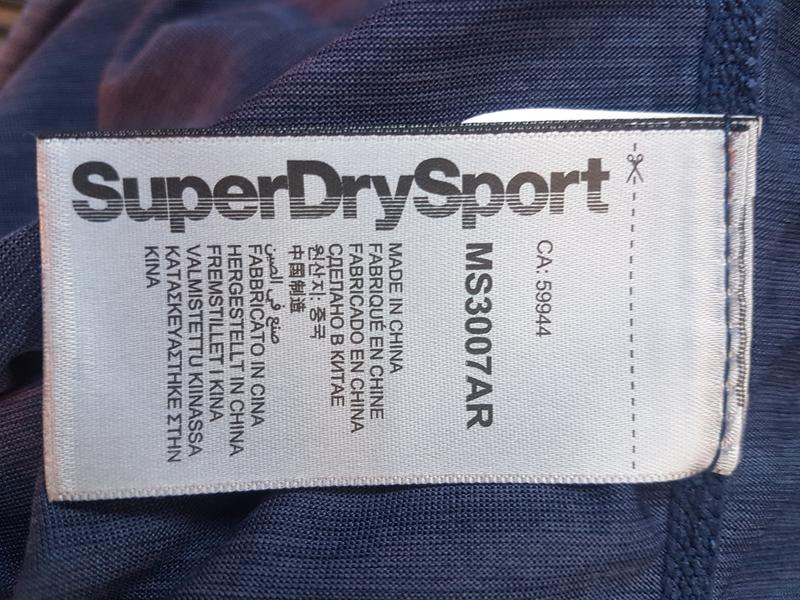 SuperDrySport
CA: 59944
MS3007AR
MADE IN CHINA
FABRIQUÉ EN CHINE
FABRICADO EN CHINA
СДЕЛАНО В КИТАЕ
원산지: 중국
中国制造
صنع في الصين
FABBRICATO IN CINA
HERGESTELLT IN CHINA
FREMSTILLET I KINA
VALMISTETTU KIINASSA
ΚΑΤΑΣΚΕΥΑΣΤΗΚΕ ΣΤΗΝ
ΚΙΝΑ